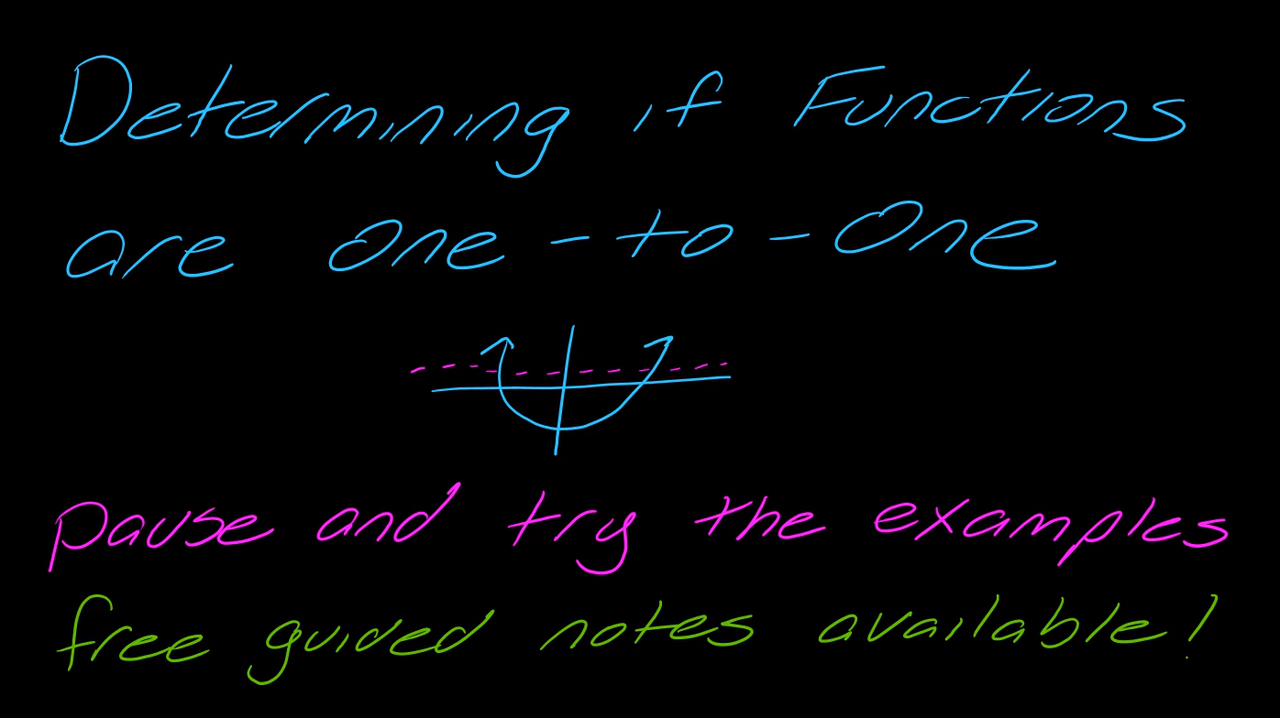 Determining if Functions
are one-to-One
pause and try the examples
free guided notes available!